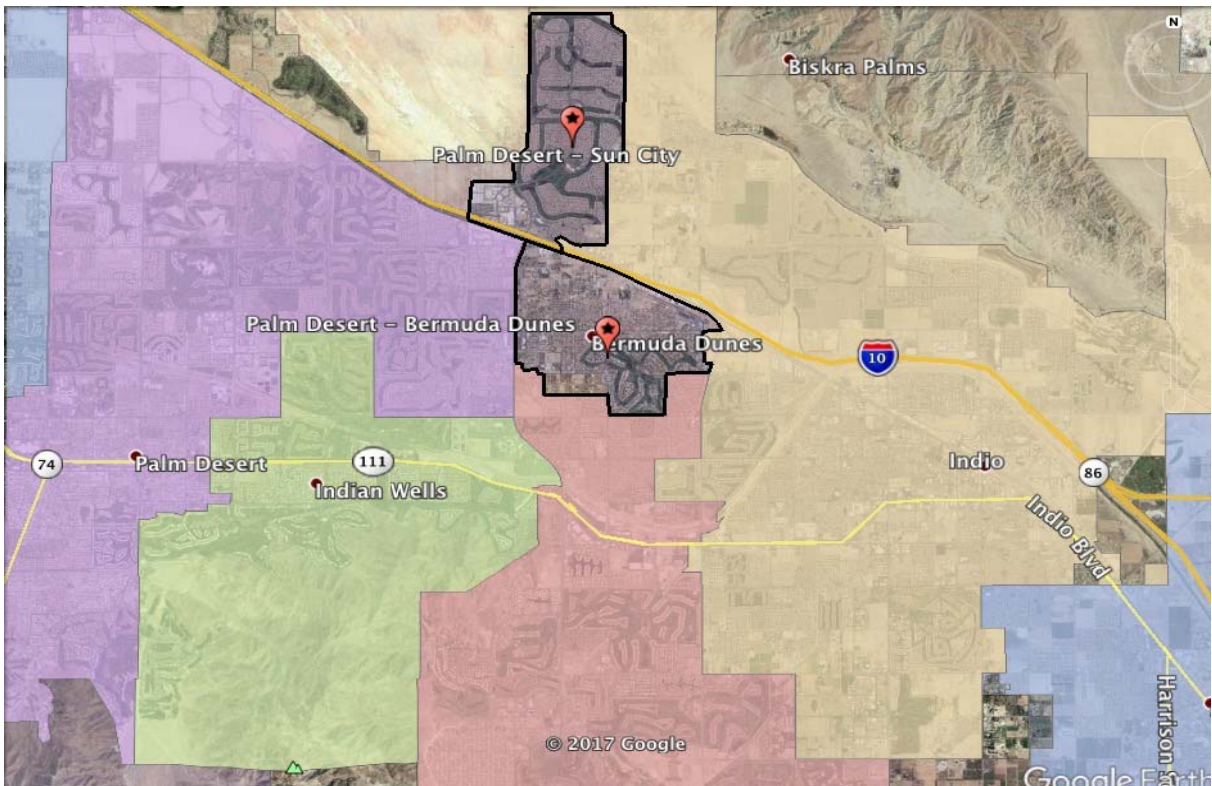 N
Biskra Palms
Palm Desert – Sun City
Palm Desert – Bermuda Dunes
Bermuda Dunes
10
74
Palm Desert
111
Indian Wells
Indio
86
Indio Blvd
Harrison
© 2017 Google
Google Earth